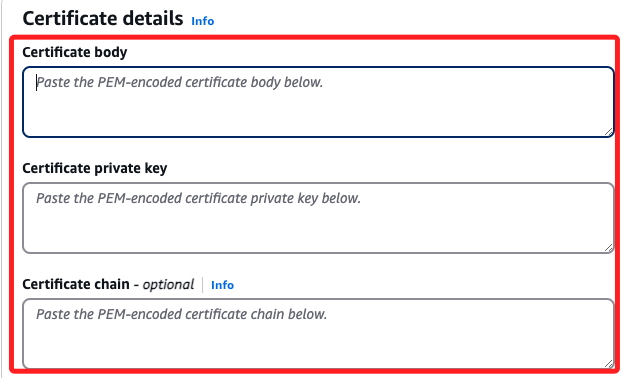 Certificate details Info
Certificate body
Paste the PEM-encoded certificate body below.
Certificate private key
Paste the PEM-encoded certificate private key below.
Certificate chain - optional Info
Paste the PEM-encoded certificate chain below.